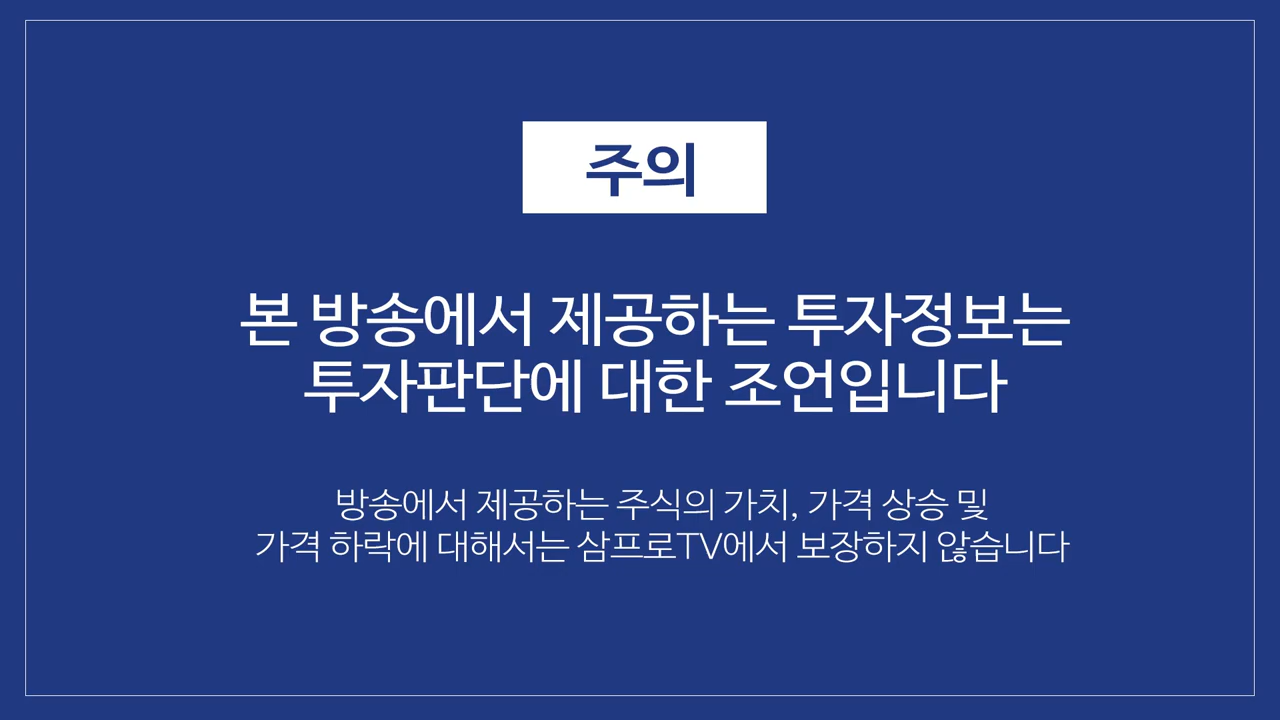 주의
본 방송에서 제공하는 투자정보는
투자판단에 대한 조언입니다
방송에서 제공하는 주식의 가치, 가격 상승 및
가격 하락에 대해서는 삼프로TV에서 보장하지 않습니다